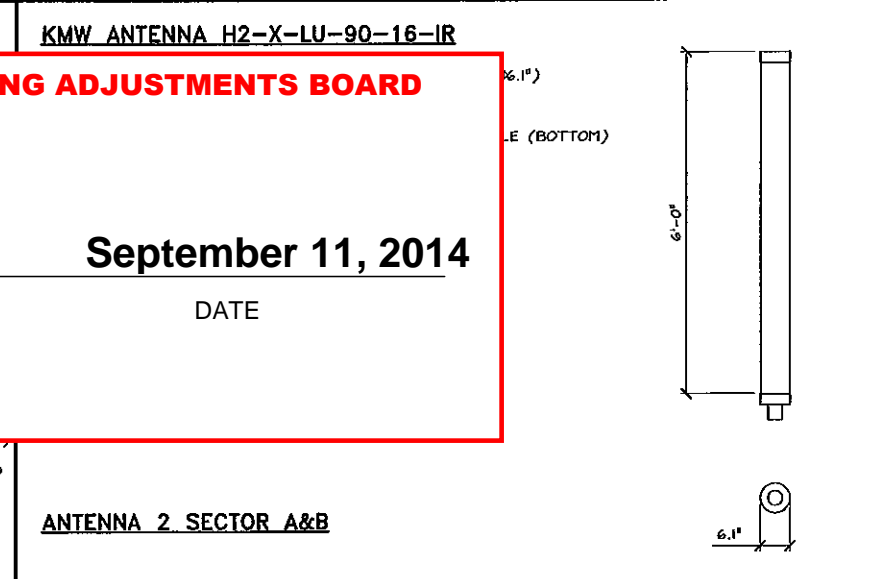 KMW ANTENNA H2-X-LU-90-16-IR
NG ADJUSTMENTS BOARD
6.1")
LE (BOTTOM)
6'-0"
September 11, 2014
DATE
ANTENNA 2 SECTOR A&B
6.1"